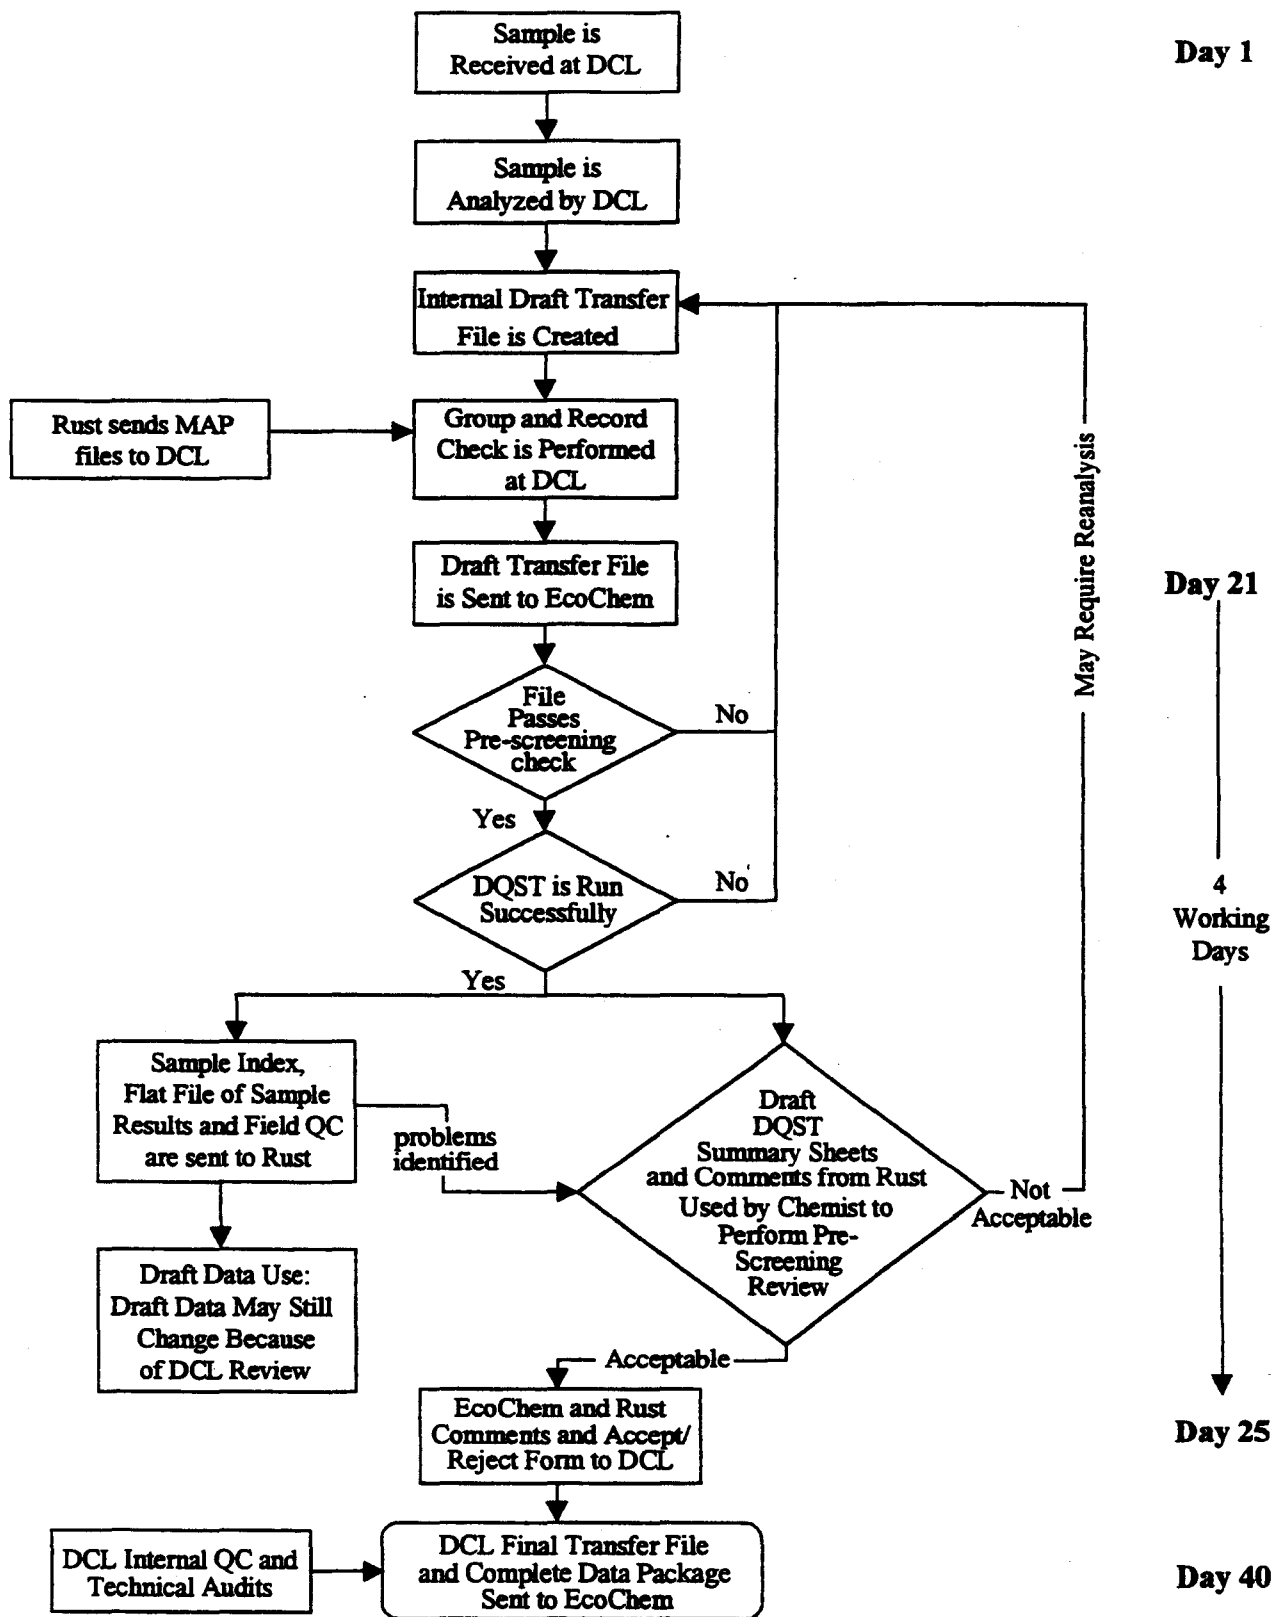 Sample is
Received at DCL
Day 1
Sample is
Analyzed by DCL
Internal Draft Transfer
File is Created
Rust sends MAP
files to DCL
Group and Record
Check is Performed
at DCL
May Require Reanalysis
Draft Transfer File
is Sent to EcoChem
Day 21
File
Passes
Pre-screening
check
No
Yes
DQST is Run
Successfully
No
4
Working
Days
Yes
Sample Index,
Flat File of Sample
Results and Field QC
are sent to Rust
problems
identified
Draft
DQST
Summary Sheets
and Comments from Rust
Used by Chemist to
Perform Pre-
Screening
Review
Not
Acceptable
Draft Data Use:
Draft Data May Still
Change Because
of DCL Review
Acceptable
EcoChem and Rust
Comments and Accept/
Reject Form to DCL
Day 25
DCL Internal QC and
Technical Audits
DCL Final Transfer File
and Complete Data Package
Sent to EcoChem
Day 40